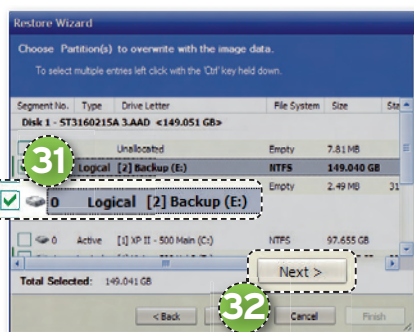 Restore Wizard
Choose Partition(s) to overwrite with the image data.
To select multiple entries left click with the 'Ctrl' key held down.
Segment No. Type Drive Letter File System Size Sta
Disk 1 - ST3160215A 3.AAD <149.051 GB>
Unallocated Empty 7.81 MB
31
Logical [2] Backup (E:) NTFS 149.040 GB
Empty 2.49 MB 31
0 Logical [2] Backup (E:)
0 Active [1] XP II - 500 Main (C:) NTFS 97.655 GB
Next >
Total Selected: 149.041 GB
32
< Back Cancel Finish